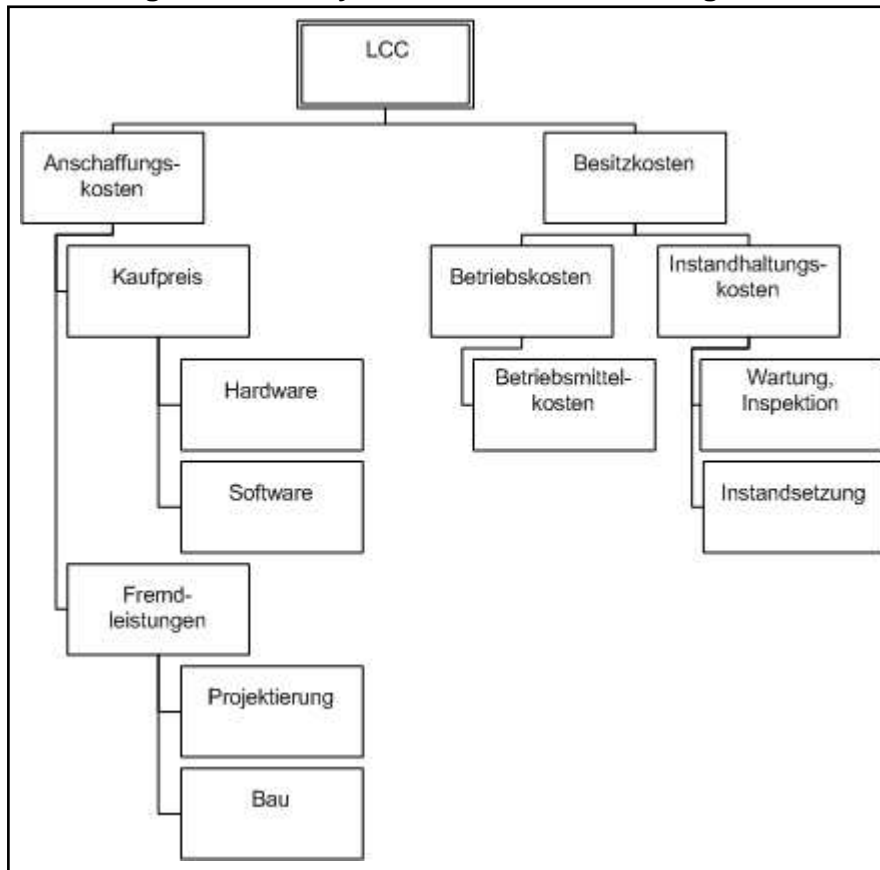 LCC
Anschaffungs-
kosten
Besitzkosten
Kaufpreis
Betriebskosten
Instandhaltungs-
kosten
Hardware
Betriebsmittel-
kosten
Wartung,
Inspektion
Software
Instandsetzung
Fremd-
leistungen
Projektierung
Bau